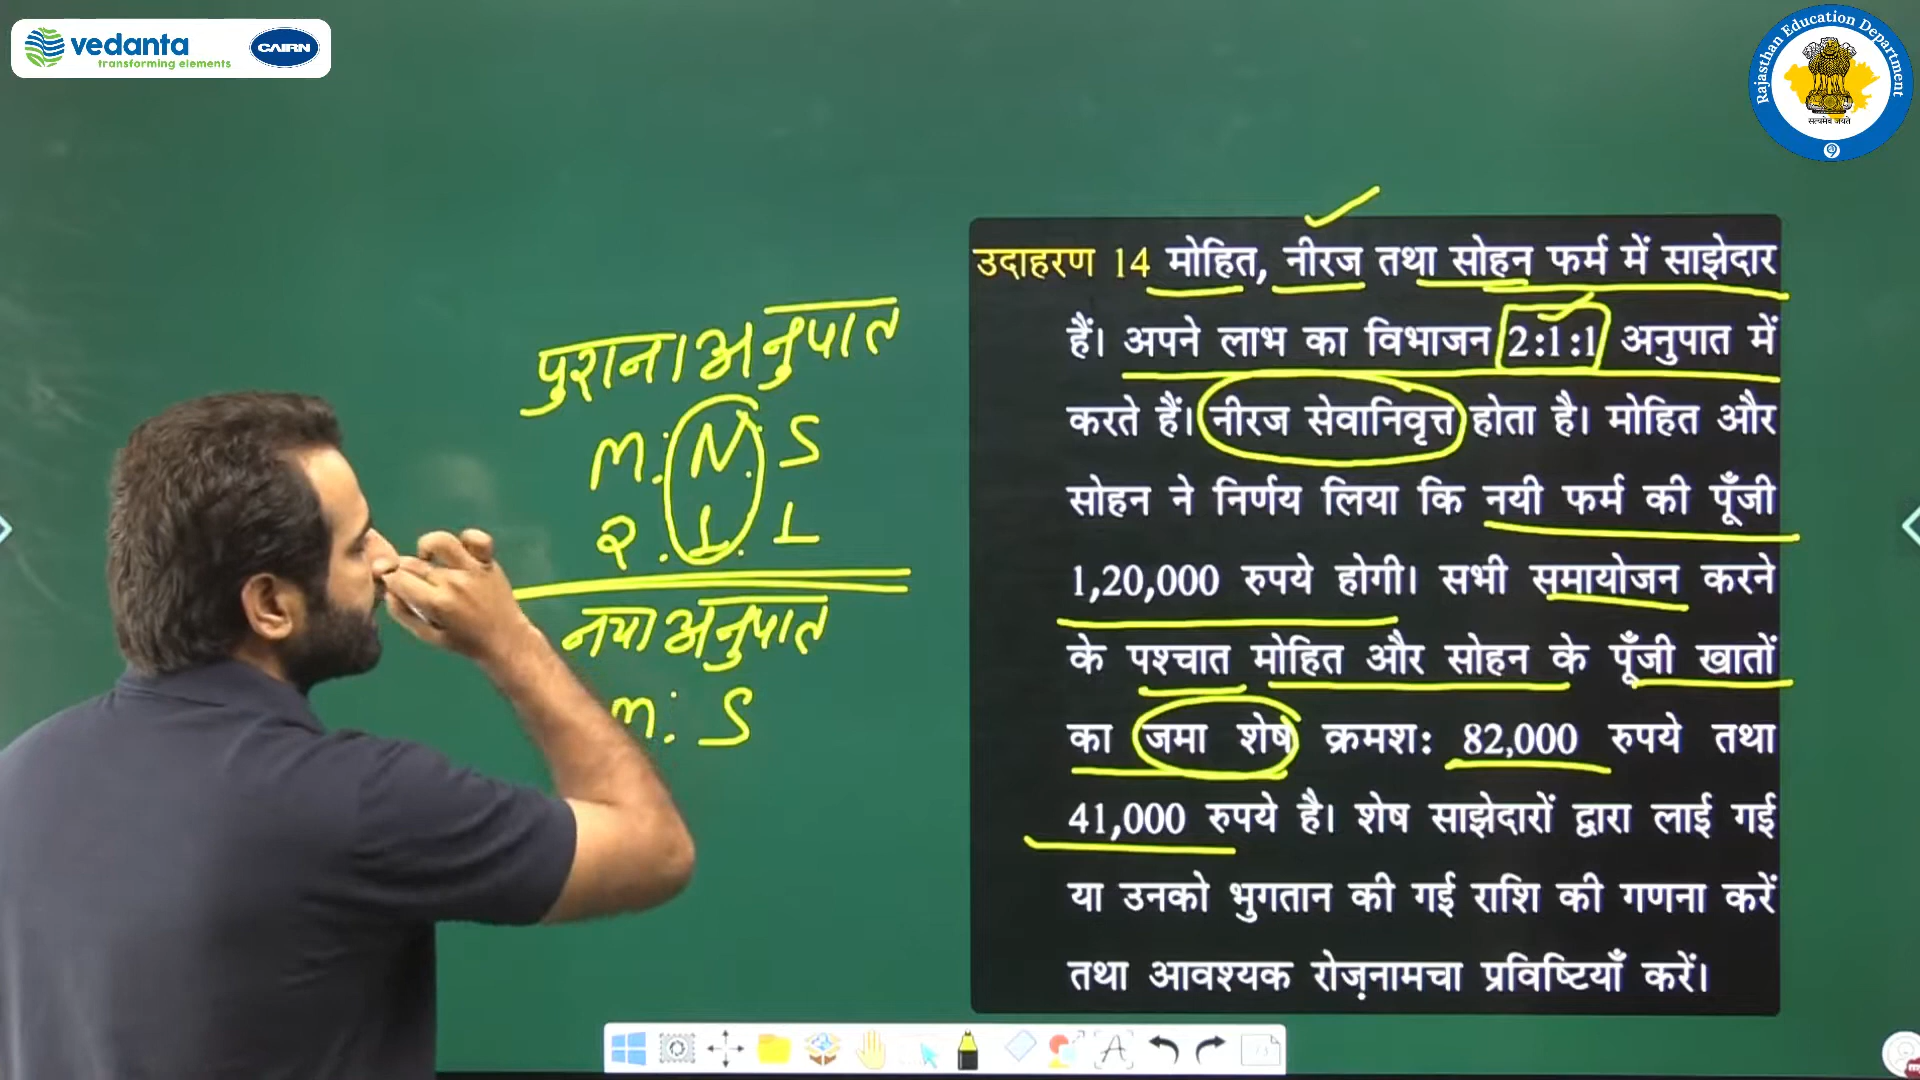 vedanta
transforming elements
CAIRN
Rajasthan Education Department
सत्यमेव जयते
पुराना अनुपात
M : N : S
2 : 1 : 1
नया अनुपात
M : S
उदाहरण 14 मोहित, नीरज तथा सोहन फर्म में साझेदार
हैं। अपने लाभ का विभाजन 2:1:1 अनुपात में
करते हैं। नीरज सेवानिवृत्त होता है। मोहित और
सोहन ने निर्णय लिया कि नयी फर्म की पूँजी
1,20,000 रुपये होगी। सभी समायोजन करने
के पश्चात मोहित और सोहन के पूँजी खातों
का जमा शेष क्रमश: 82,000 रुपये तथा
41,000 रुपये है। शेष साझेदारों द्वारा लाई गई
या उनको भुगतान की गई राशि की गणना करें
तथा आवश्यक रोज़नामचा प्रविष्टियाँ करें।